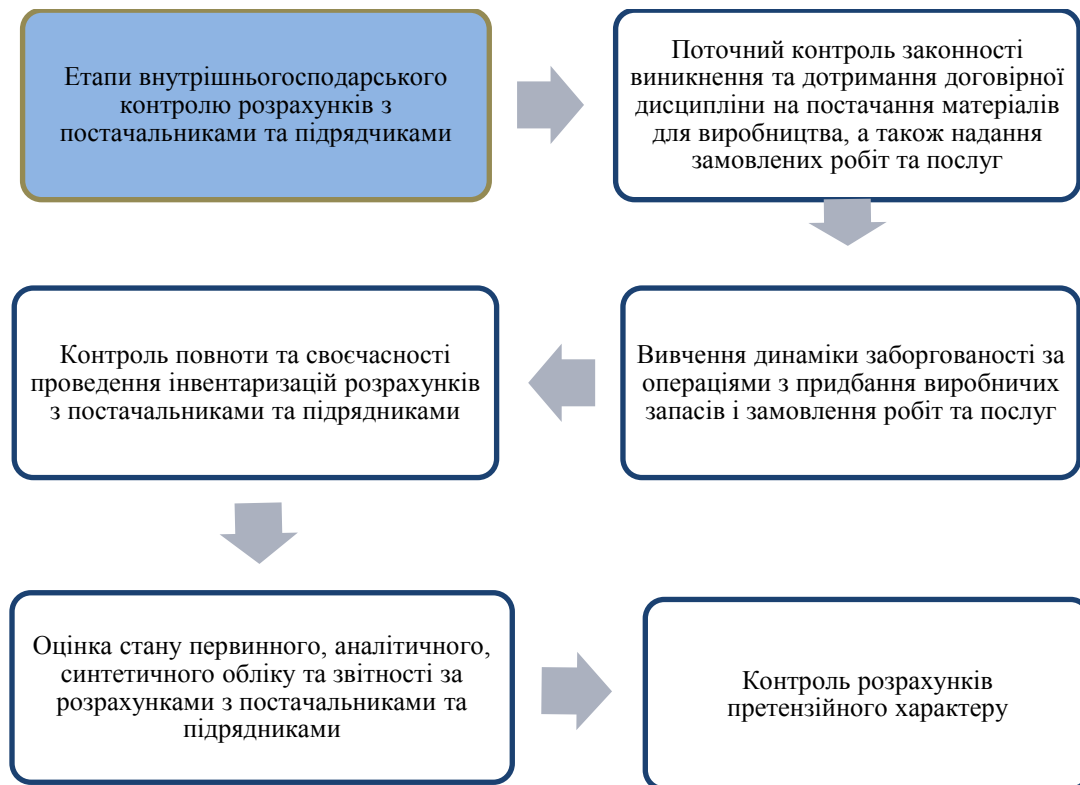 Етапи внутрішньогосподарського
контролю розрахунків з
постачальниками та підрядчиками
Поточний контроль законності
виникнення та дотримання договірної
дисципліни на постачання матеріалів
для виробництва, а також надання
замовлених робіт та послуг
Вивчення динаміки заборгованості за
операціями з придбання виробничих
запасів і замовлення робіт та послуг
Контроль повноти та своєчасності
проведення інвентаризацій розрахунків
з постачальниками та підрядниками
Оцінка стану первинного, аналітичного,
синтетичного обліку та звітності за
розрахунками з постачальниками та
підрядниками
Контроль розрахунків
претензійного характеру